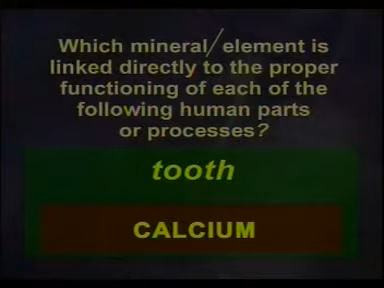 Which mineral/element is
linked directly to the proper
functioning of each of the
following human parts
or processes?
tooth
CALCIUM